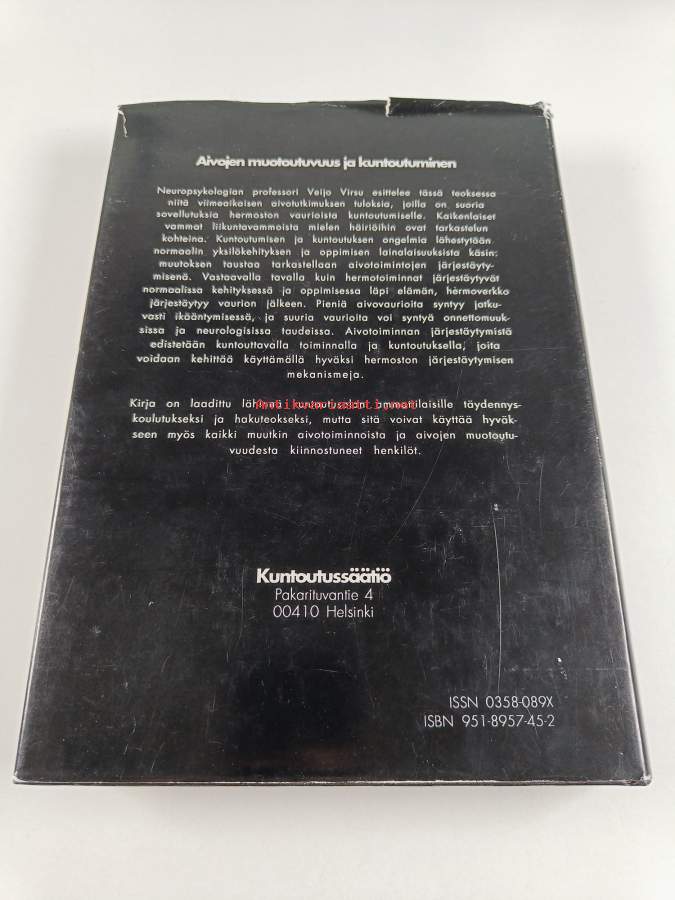 Aivojen muotoutuvuus ja kuntoutuminen
Neuropsykologian professori Veijo Virsu esittelee tässä teoksessa
niitä viimeaikaisen aivotutkimuksen tuloksia, joilla on suoria
sovellutuksia hermoston vaurioista kuntoutumiselle. Kaikenlaiset
vammat liikuntavammoista mielen häiriöihin ovat tarkastelun
kohteina. Kuntoutumisen ja kuntoutuksen ongelmia lähestytään
normaalin yksilökehityksen ja oppimisen lainalaisuuksista käsin:
muutoksen taustaa tarkastellaan aivotoimintojen järjestäyty-
misenä. Vastaavalla tavalla kuin hermotoiminnat järjestäytyvät
normaalissa kehityksessä ja oppimisessa läpi elämän, hermoverkko
järjestäytyy vaurion jälkeen. Pieniä aivovaurioita syntyy jatku-
vasti ikääntymisessä, ja suuria vaurioita voi syntyä onnettomuuk-
sissa ja neurologisissa taudeissa. Aivotoiminnan järjestäytymistä
edistetään kuntouttavalla toiminnalla ja kuntoutuksella, joita
voidaan kehittää käyttämällä hyväksi hermoston järjestäytymisen
mekanismeja.
Kirja on laadittu lähinnä kuntoutusalan ammattilaisille täydennys-
koulutukseksi ja hakuteokseksi, mutta sitä voivat käyttää hyväk-
seen myös kaikki muutkin aivotoiminnoista ja aivojen muotoutu-
vuudesta kiinnostuneet henkilöt.
Antikvariaatti.net
Kuntoutussäätiö
Pakarituvantie 4
00410 Helsinki
ISSN 0358-089X
ISBN 951-8957-45-2